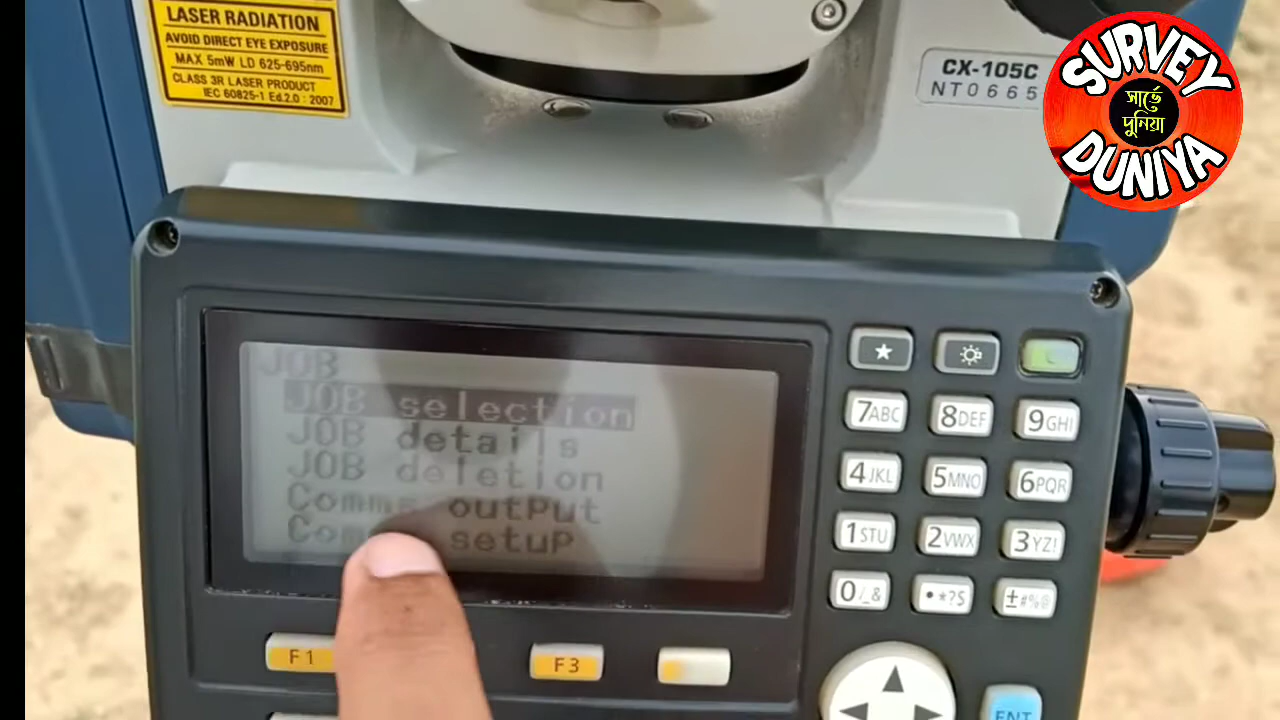 LASER RADIATION
AVOID DIRECT EYE EXPOSURE
MAX. 5mW LD 625-695nm
CLASS 3R LASER PRODUCT
IEC 60825-1 Ed.2.0 : 2007
CX-105C
NT0665
SURVEY
সার্ভে
দুনিয়া
DUNIYA
JOB
JOB selection
JOB details
JOB deletion
Comms output
setup
7ABC 8DEF 9GHI
4JKL 5MNO 6PQR
1STU 2VWX 3YZ!
0/_& •*?$ ±#%@
F1 F3
ENT